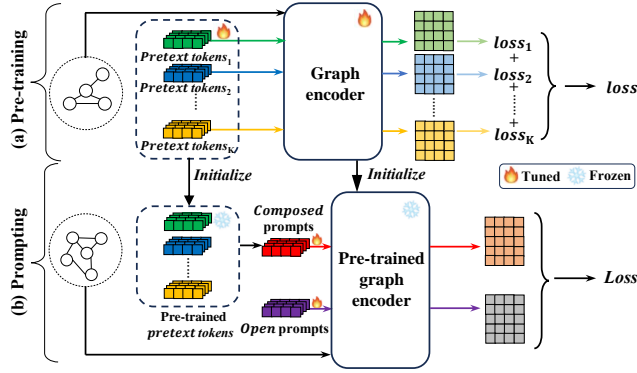 (a) Pre-training
Pretext tokens1
Pretext tokens2
Pretext tokensK
Graph
encoder
loss1
+
loss2
+
+
lossK
loss
Initialize
Initialize
Tuned
Frozen
(b) Prompting
Pre-trained
pretext tokens
Composed
prompts
Open prompts
Pre-trained
graph
encoder
Loss